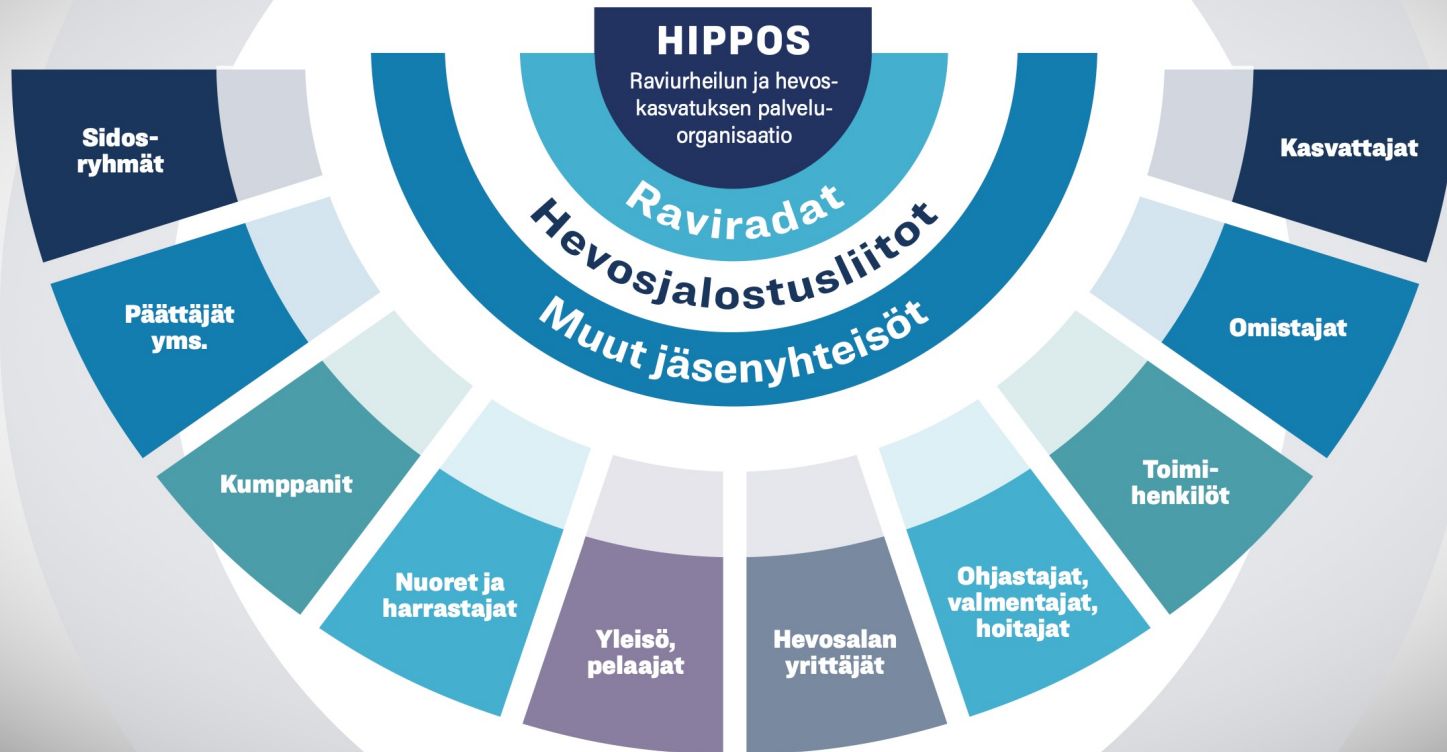 HIPPOS
Raviurheilun ja hevos-
kasvatuksen palvelu-
organisaatio
Raviradat
Hevosjalostusliitot
Muut jäsenyhteisöt
Sidos-
ryhmät
Päättäjät
yms.
Kumppanit
Nuoret ja
harrastajat
Yleisö,
pelaajat
Hevosalan
yrittäjät
Ohjastajat,
valmentajat,
hoitajat
Toimi-
henkilöt
Omistajat
Kasvattajat